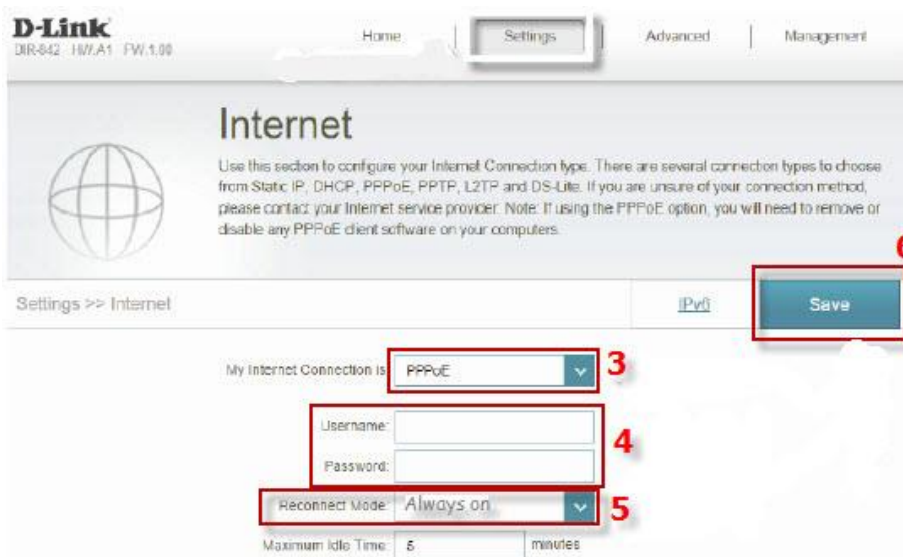 D-Link
DIR-842 HW.A1 FW.1.00
Home | Settings | Advanced | Management
Internet
Use this section to configure your Internet Connection type. There are several connection types to choose
from Static IP, DHCP, PPPoE, PPTP, L2TP and DS-Lite. If you are unsure of your connection method,
please contact your Internet service provider. Note: If using the PPPoE option, you will need to remove or
disable any PPPoE client software on your computers.
6
Settings >> Internet
IPv6
Save
My Internet Connection is PPPoE 3
Username:
4
Password:
Reconnect Mode: Always on 5
Maximum Idle Time: 5 minutes